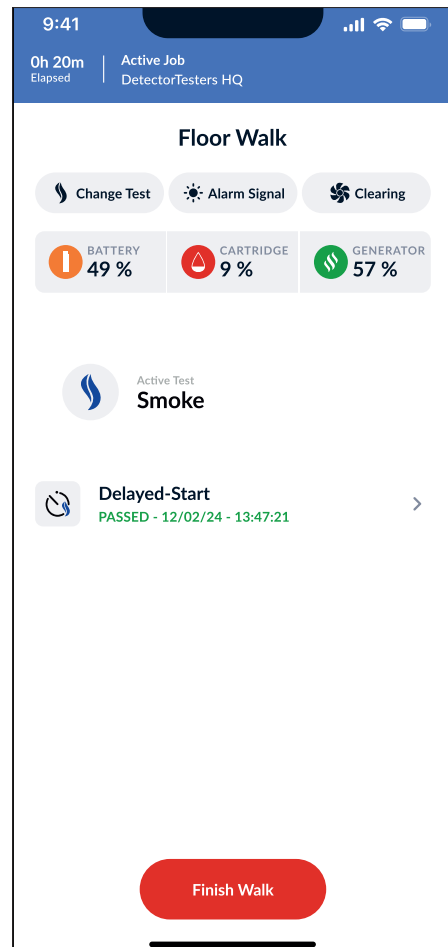 9:41
0h 20m
Elapsed
Active Job
DetectorTesters HQ
Floor Walk
Change Test
Alarm Signal
Clearing
BATTERY
49 %
CARTRIDGE
9 %
GENERATOR
57 %
Active Test
Smoke
Delayed-Start
PASSED - 12/02/24 - 13:47:21
Finish Walk